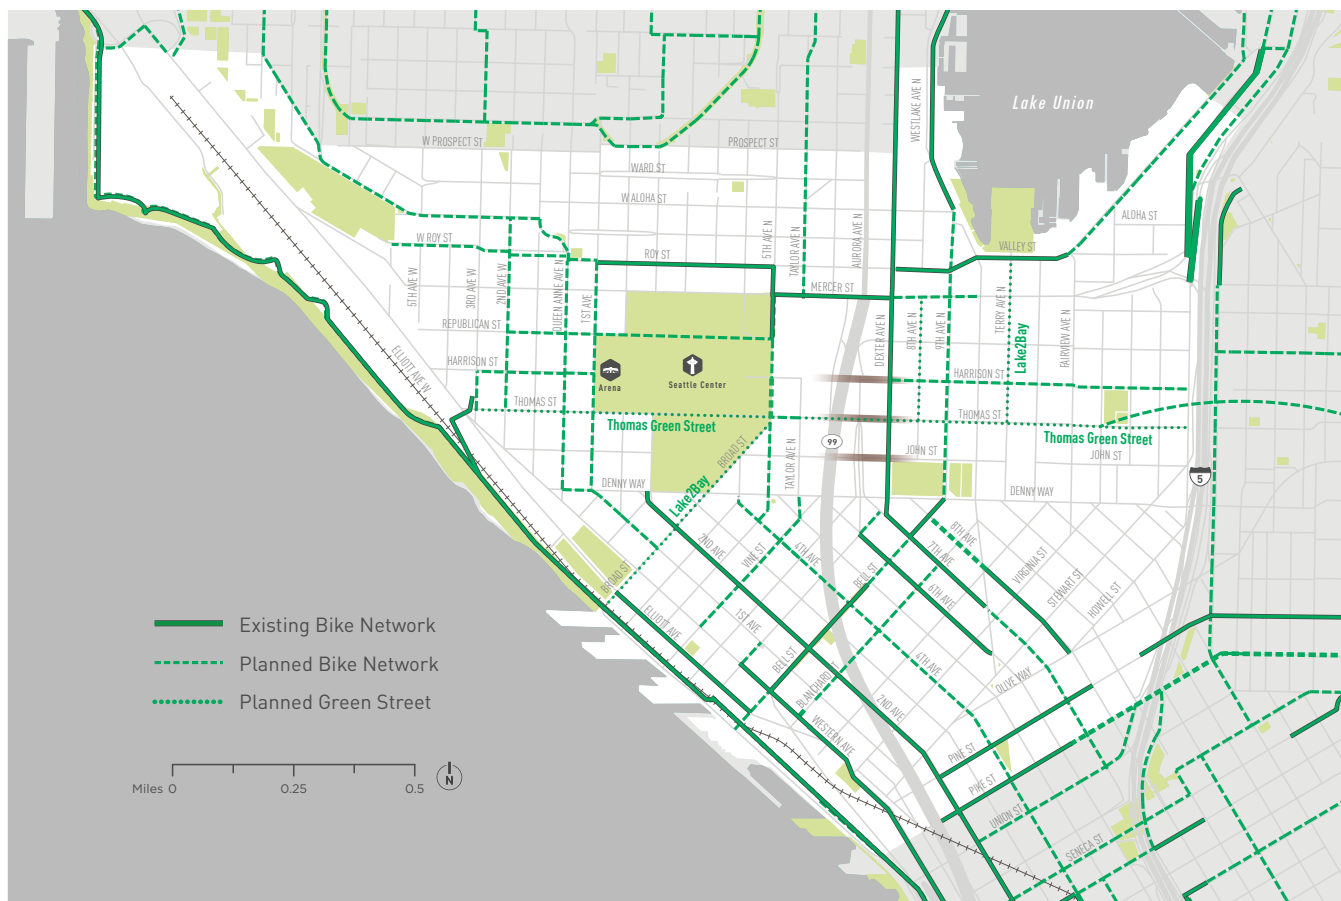 Lake Union
WESTLAKE AVE N
W PROSPECT ST
PROSPECT ST
WARD ST
W ALOHA ST
ALOHA ST
5TH AVE N
TAYLOR AVE N
AURORA AVE N
W ROY ST
ROY ST
VALLEY ST
5TH AVE W
3RD AVE W
2ND AVE W
QUEEN ANNE AVE N
1ST AVE
MERCER ST
TERRY AVE N
DEXTER AVE N
8TH AVE N
9TH AVE N
Lake2Bay
FAIRVIEW AVE N
REPUBLICAN ST
ELLIOTT AVE W
HARRISON ST
Arena
Seattle Center
HARRISON ST
THOMAS ST
THOMAS ST
Thomas Green Street
Thomas Green Street
99
BROAD ST
TAYLOR AVE N
JOHN ST
JOHN ST
5
DENNY WAY
DENNY WAY
Lake2Bay
2ND AVE
VINE ST
4TH AVE
8TH AVE
7TH AVE
VIRGINIA ST
STEWART ST
HOWELL ST
BROAD ST
BELL ST
6TH AVE
ELLIOTT AVE
1ST AVE
BELL ST
BLANCHARD ST
4TH AVE
OLIVE WAY
2ND AVE
WESTERN AVE
PINE ST
PIKE ST
UNION ST
SENECA ST
Existing Bike Network
Planned Bike Network
Planned Green Street
Miles 0 0.25 0.5
N